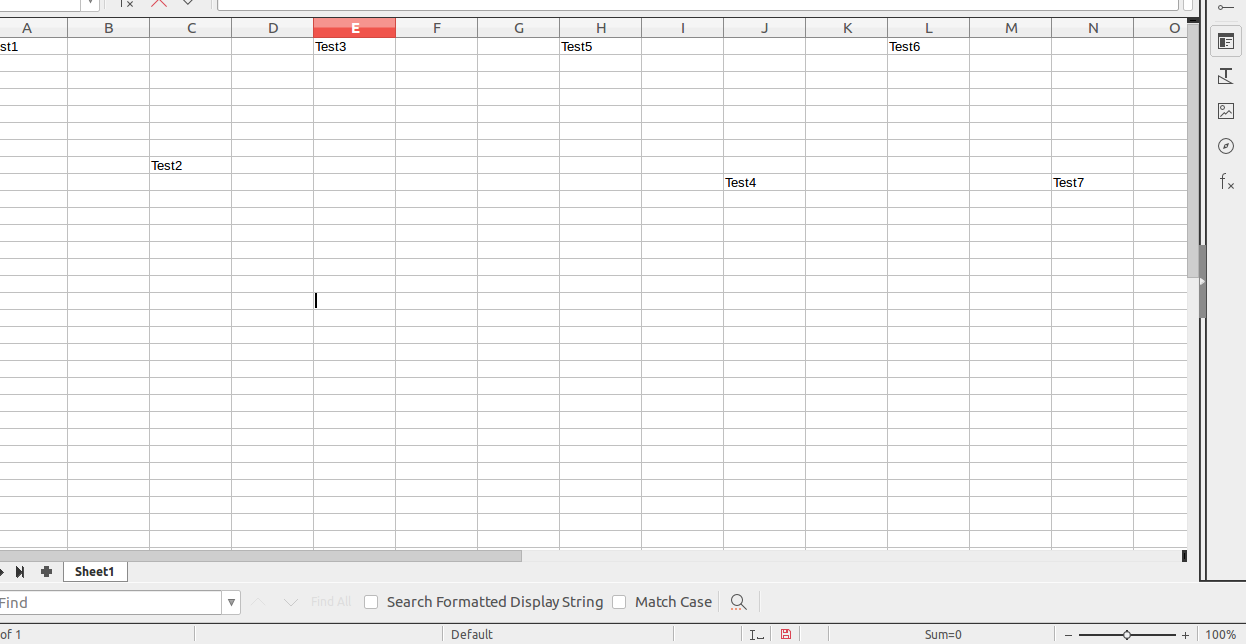 A B C D E F G H I J K L M N O
st1 Test3 Test5 Test6
Test2
Test4 Test7
Sheet1
Find
Find All
Search Formatted Display String
Match Case
of 1 Default Sum=0 100%